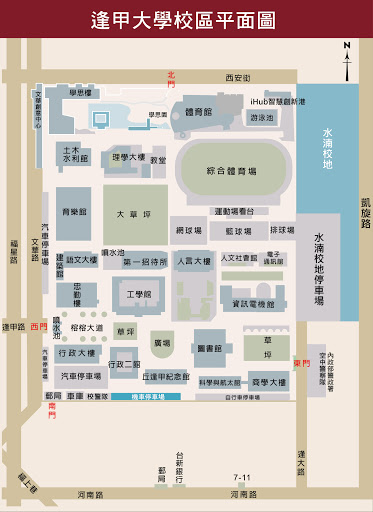 逢甲大學校區平面圖
N
北門
西安街
學思樓
學思園
體育館
iHub智慧創新港
游泳池
文華創意中心
水湳校地
土木
水利館
理學大樓
教堂
綜合體育場
凱旋路
育樂館
大草坪
運動場看台
汽車停車場
網球場
籃球場
排球場
水湳校地停車場
福星路
文華路
建築館
語文大樓
噴水池
第一招待所
人言大樓
人文社會館
電子
通訊館
忠勤樓
工學館
資訊電機館
逢甲路
西門
噴水池
榕榕大道
草坪
廣場
圖書館
草坪
行政大樓
行政二館
東門
內政部警政署
空中警察隊
汽車停車場
汽車停車場
丘逢甲紀念館
科學與航太館
商學大樓
郵局
車庫
校警隊
機車停車場
自行車停車場
南門
逢大路
福上巷
郵局
台新銀行
7-11
河南路
河南路